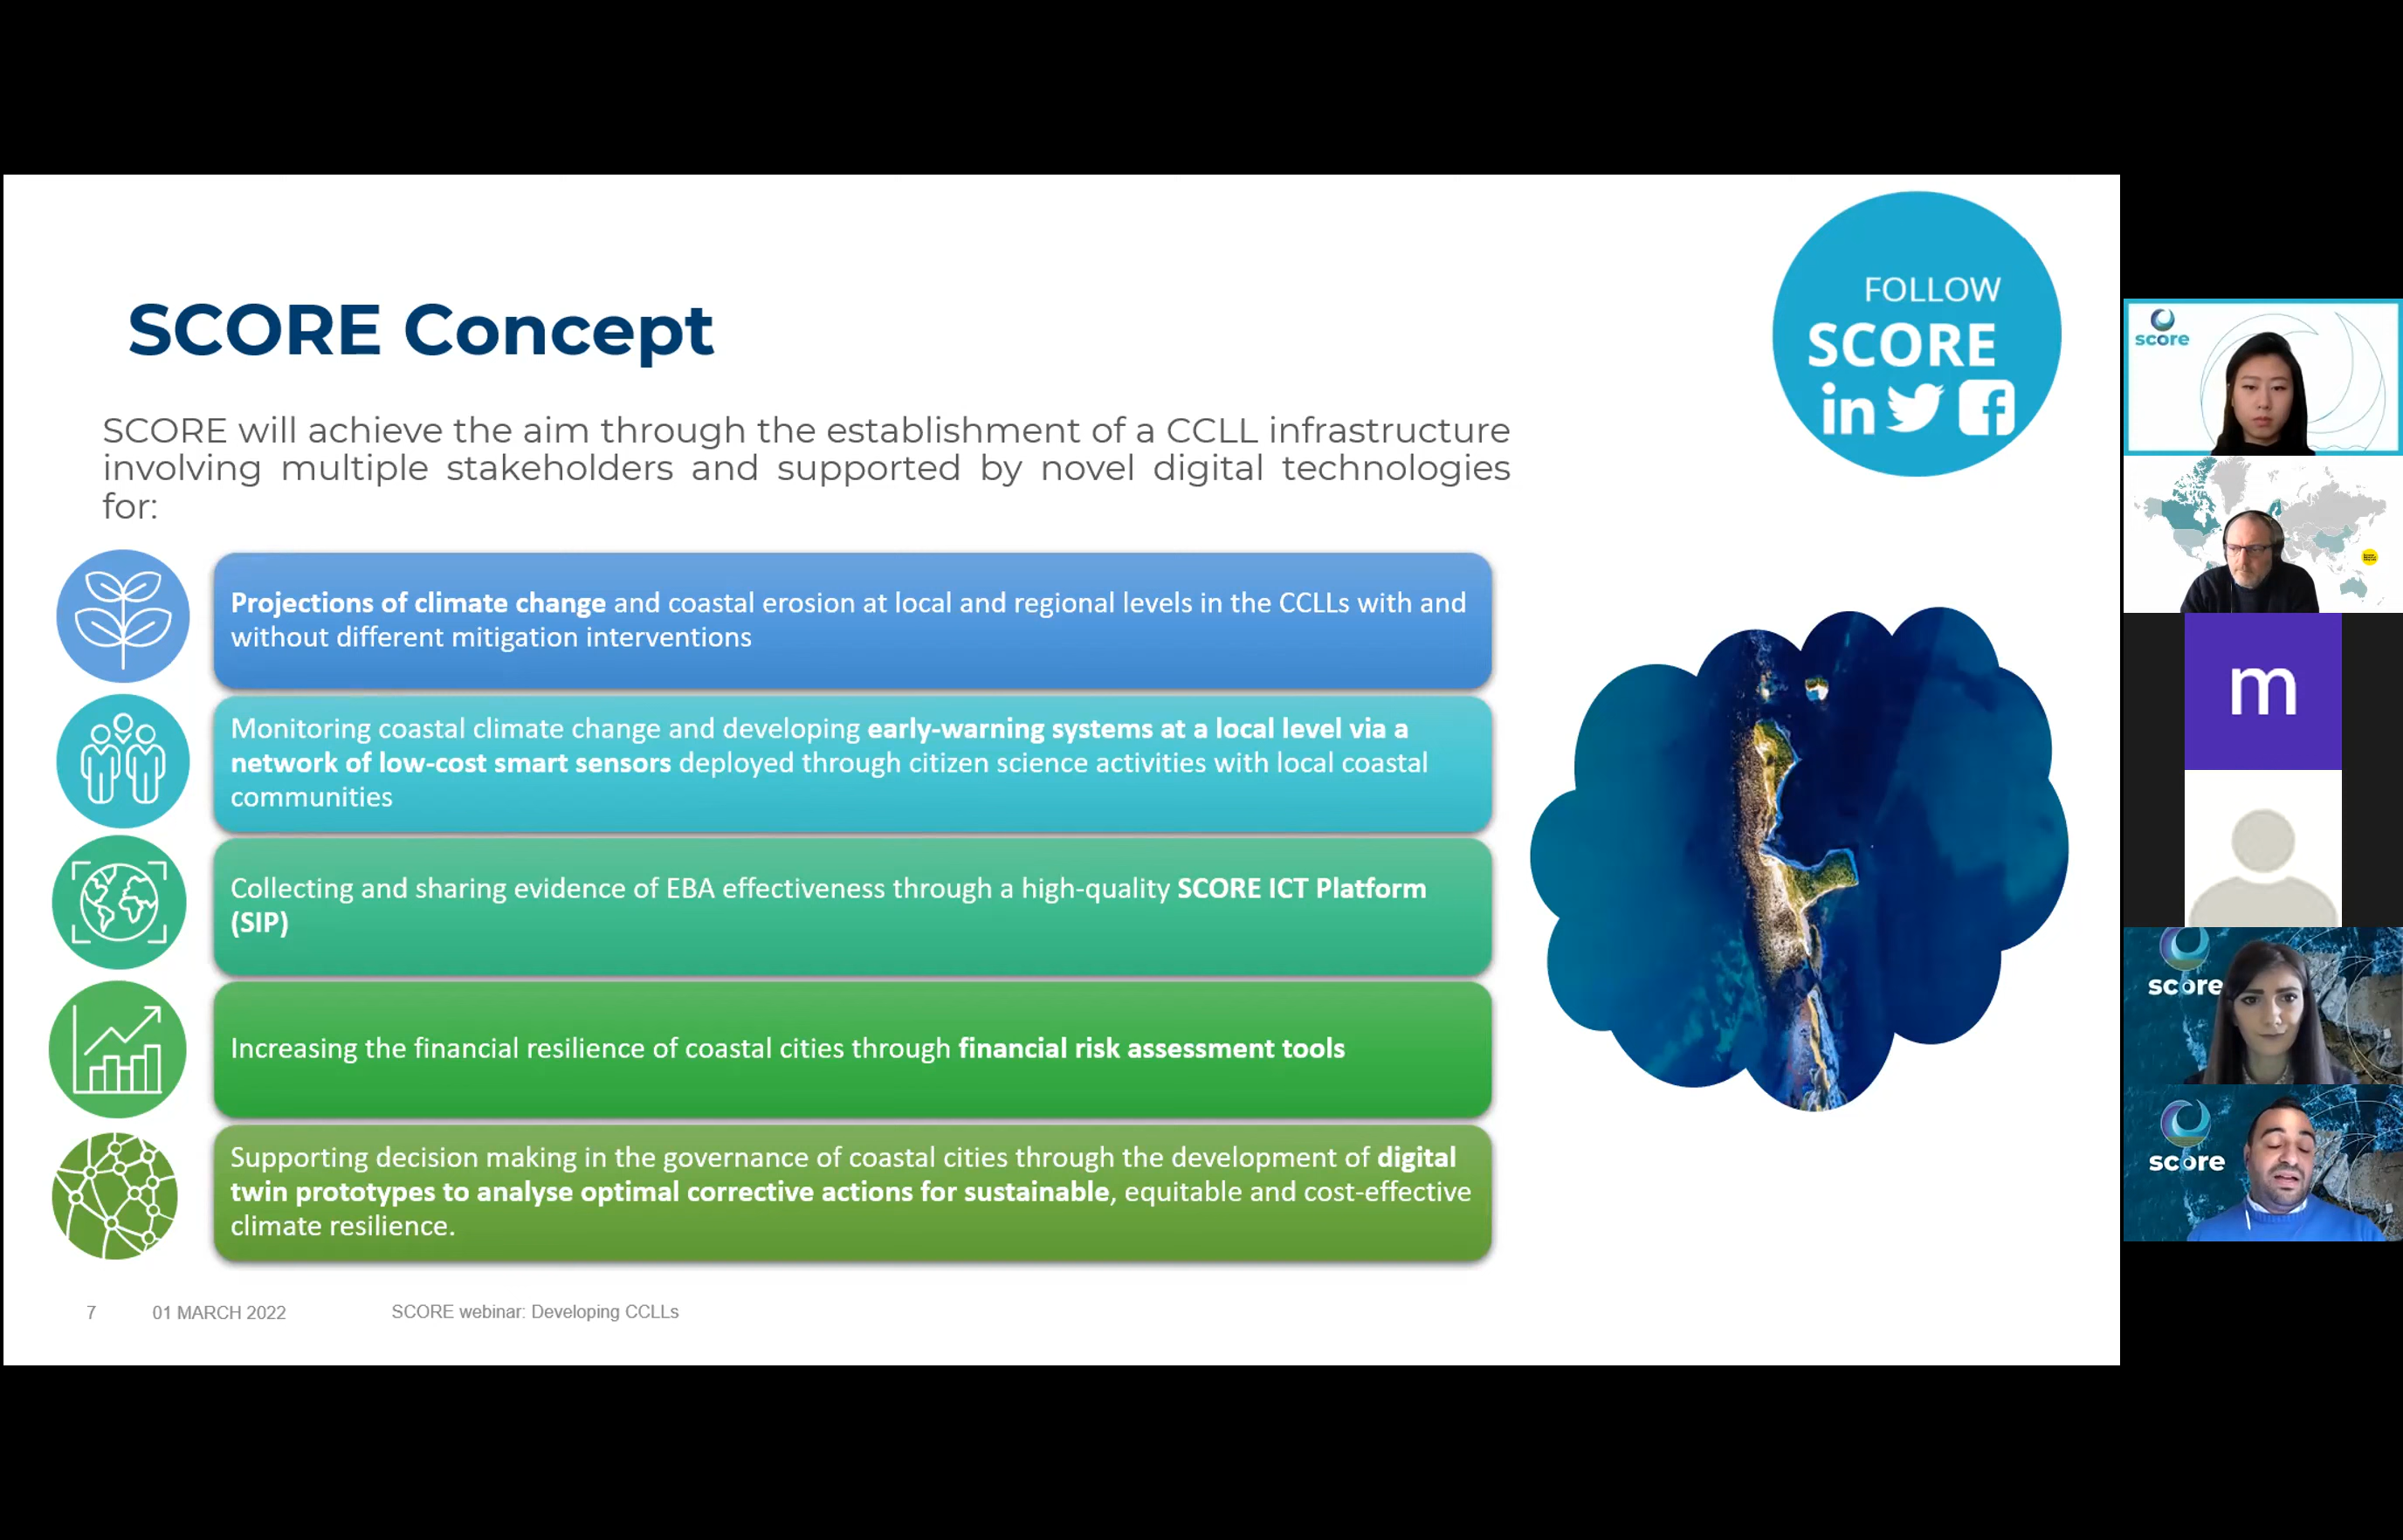 FOLLOW
SCORE
in
SCORE Concept
SCORE will achieve the aim through the establishment of a CCLL infrastructure
involving multiple stakeholders and supported by novel digital technologies
for:
Projections of climate change and coastal erosion at local and regional levels in the CCLLs with and
without different mitigation interventions
Monitoring coastal climate change and developing early-warning systems at a local level via a
network of low-cost smart sensors deployed through citizen science activities with local coastal
communities
Collecting and sharing evidence of EBA effectiveness through a high-quality SCORE ICT Platform
(SIP)
Increasing the financial resilience of coastal cities through financial risk assessment tools
Supporting decision making in the governance of coastal cities through the development of digital
twin prototypes to analyse optimal corrective actions for sustainable, equitable and cost-effective
climate resilience.
7 01 MARCH 2022 SCORE webinar: Developing CCLLs
score
m
score
score